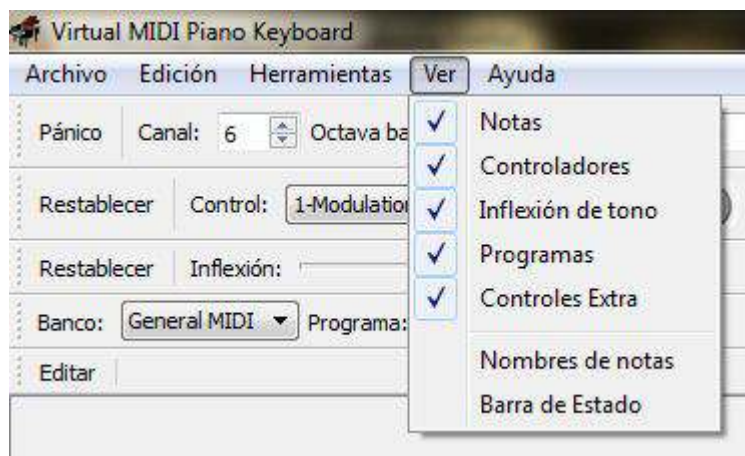 Virtual MIDI Piano Keyboard
Archivo Edición Herramientas Ver Ayuda
Pánico Canal: 6 Octava ba
Notas
Controladores
Restablecer Control: 1-Modulation
Inflexión de tono
Programas
Restablecer Inflexión:
Controles Extra
Banco: General MIDI Programa:
Nombres de notas
Editar
Barra de Estado